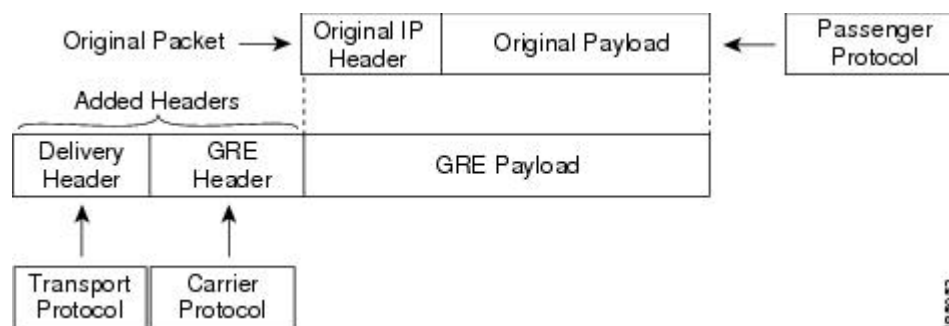 Original Packet
Original IP
Header
Original Payload
Passenger
Protocol
Added Headers
Delivery
Header
GRE
Header
GRE Payload
Transport
Protocol
Carrier
Protocol